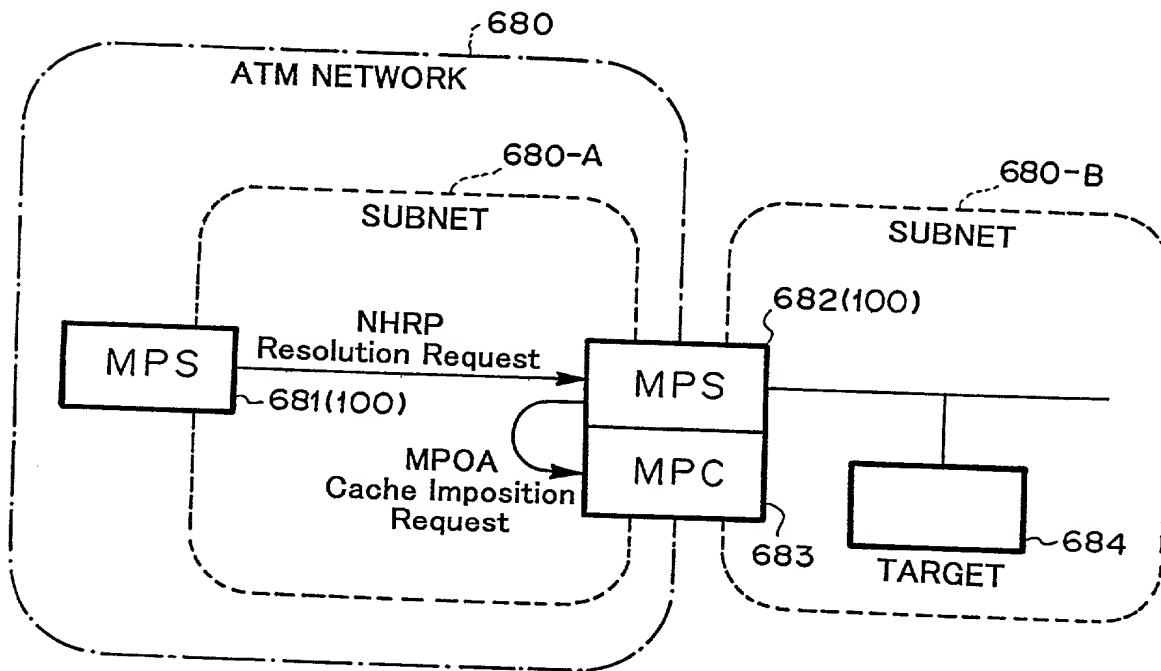 680
ATM NETWORK
680-A
SUBNET
680-B
SUBNET
682(100)
NHRP
Resolution Request
MPS
681(100)
MPS
MPOA
Cache Imposition
Request
MPC
683
684
TARGET